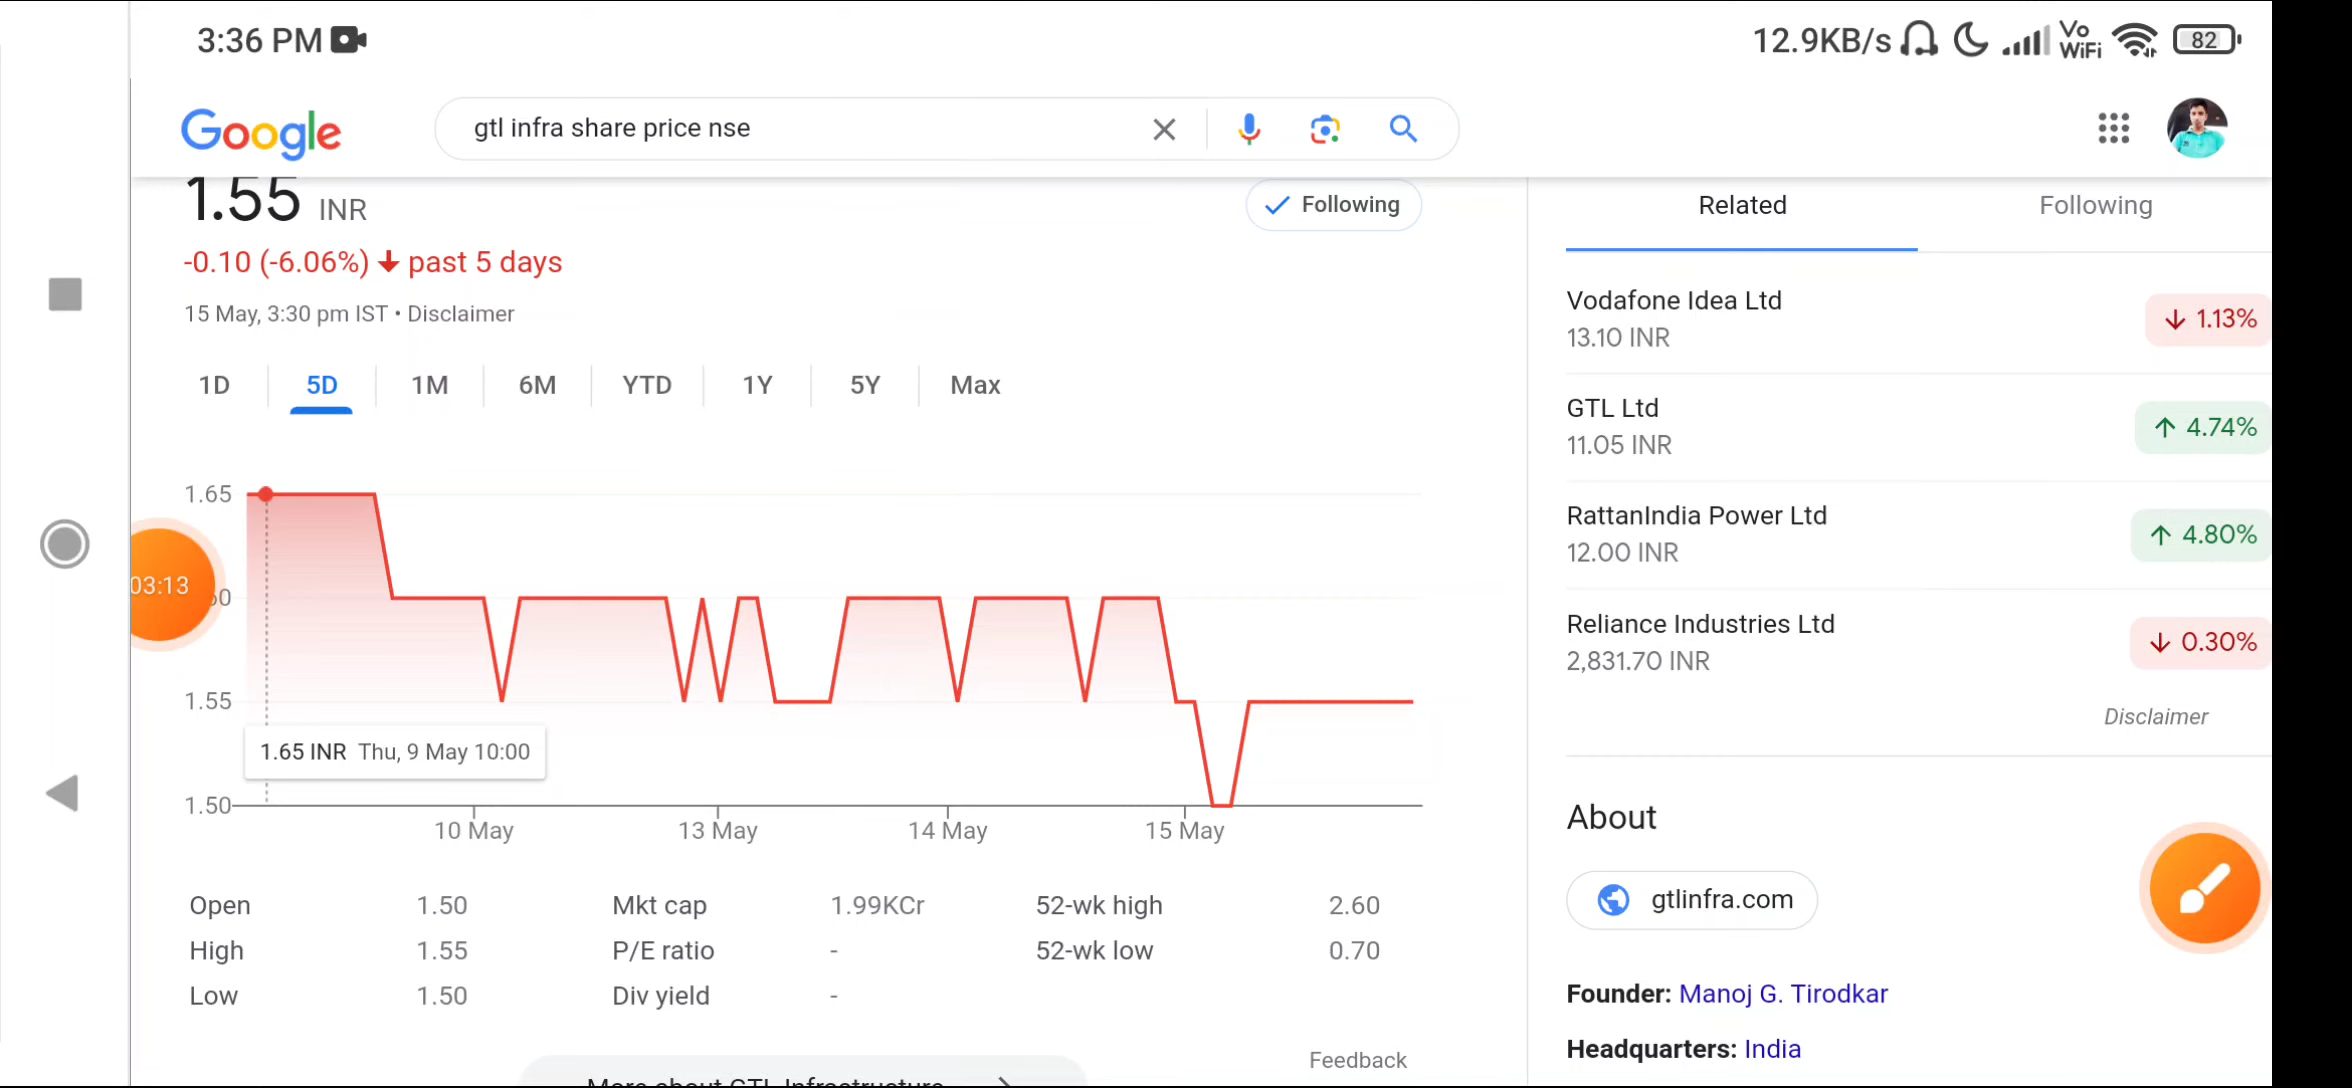 3:36 PM
12.9KB/s Vo WiFi 82
Google
gtl infra share price nse
1.55 INR
Following
-0.10 (-6.06%) past 5 days
15 May, 3:30 pm IST • Disclaimer
1D 5D 1M 6M YTD 1Y 5Y Max
1.65
03:13
1.55
1.65 INR Thu, 9 May 10:00
1.50
10 May 13 May 14 May 15 May
Open 1.50 Mkt cap 1.99KCr 52-wk high 2.60
High 1.55 P/E ratio - 52-wk low 0.70
Low 1.50 Div yield -
More about GTL Infrastructure
Feedback
Related Following
Vodafone Idea Ltd
13.10 INR
1.13%
GTL Ltd
11.05 INR
4.74%
RattanIndia Power Ltd
12.00 INR
4.80%
Reliance Industries Ltd
2,831.70 INR
0.30%
Disclaimer
About
gtlinfra.com
Founder: Manoj G. Tirodkar
Headquarters: India